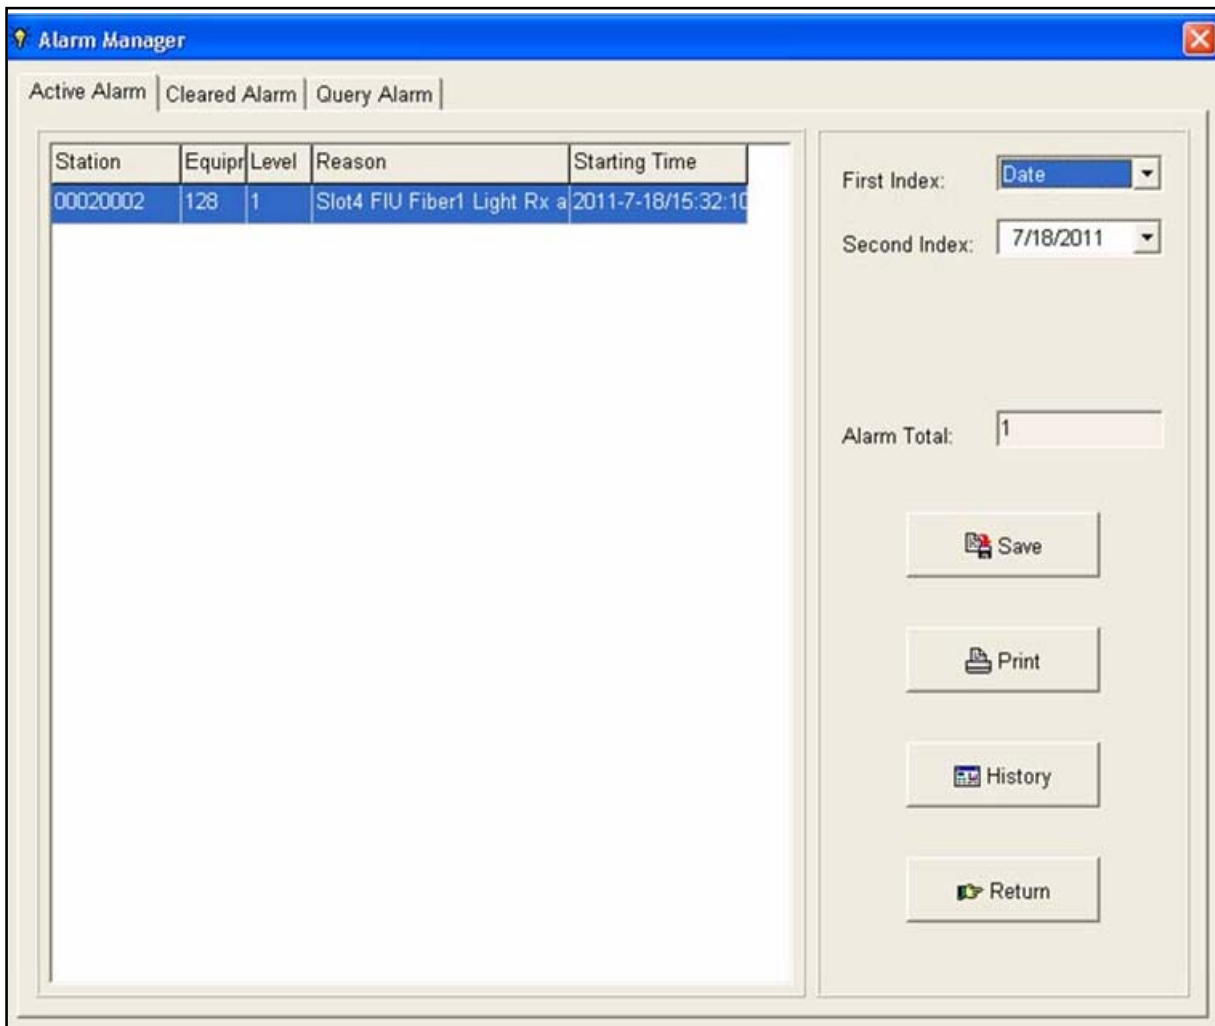 Alarm Manager
Active Alarm Cleared Alarm Query Alarm
Station Equipr Level Reason Starting Time
00020002 128 1 Slot4 FIU Fiber1 Light Rx a 2011-7-18/15:32:10
First Index: Date
Second Index: 7/18/2011
Alarm Total: 1
Save
Print
History
Return